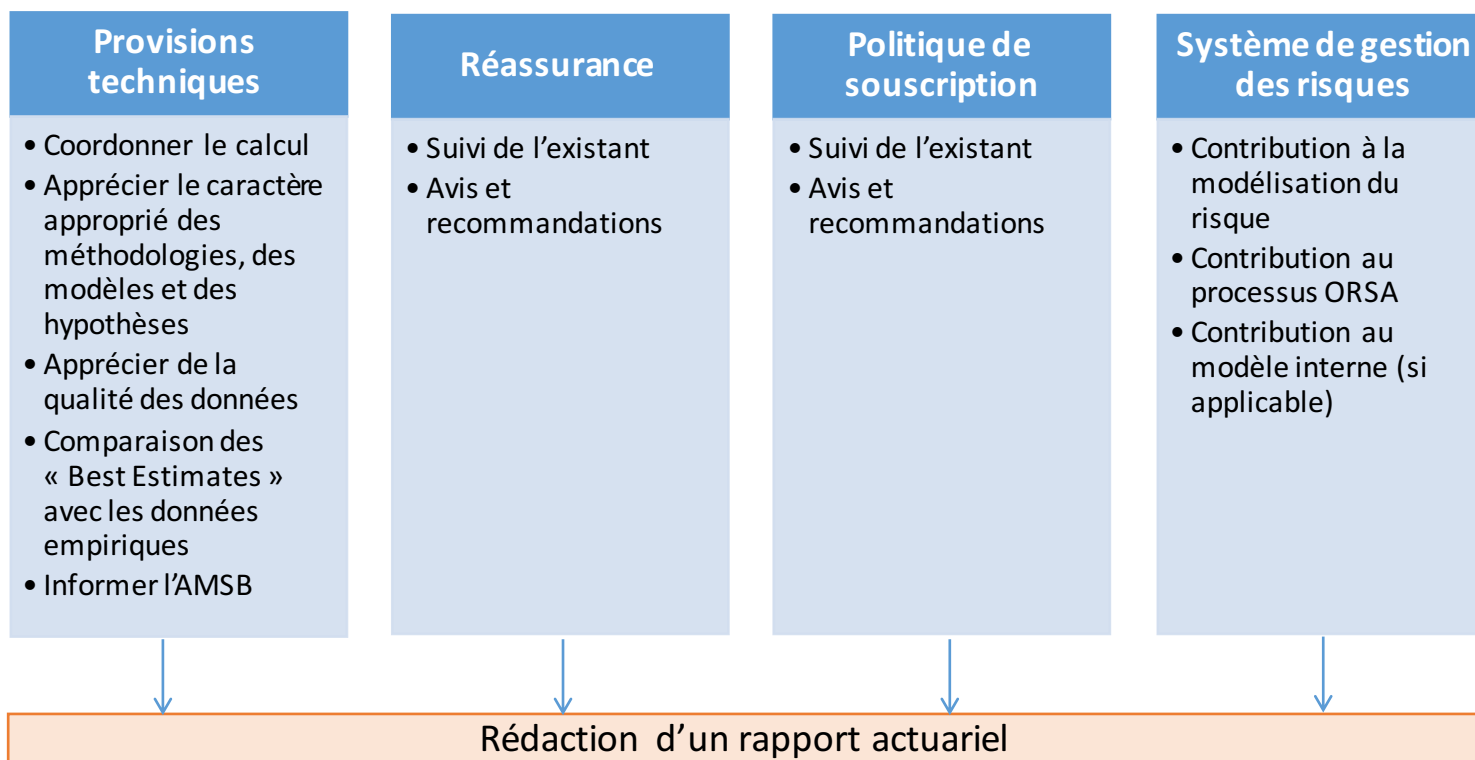 Provisions
techniques
• Coordonner le calcul
• Apprécier le caractère
approprié des
méthodologies, des
modèles et des
hypothèses
• Apprécier de la
qualité des données
• Comparaison des
« Best Estimates »
avec les données
empiriques
• Informer l’AMSB
Réassurance
• Suivi de l’existant
• Avis et
recommandations
Politique de
souscription
• Suivi de l’existant
• Avis et
recommandations
Système de gestion
des risques
• Contribution à la
modélisation du
risque
• Contribution au
processus ORSA
• Contribution au
modèle interne (si
applicable)
Rédaction d’un rapport actuariel